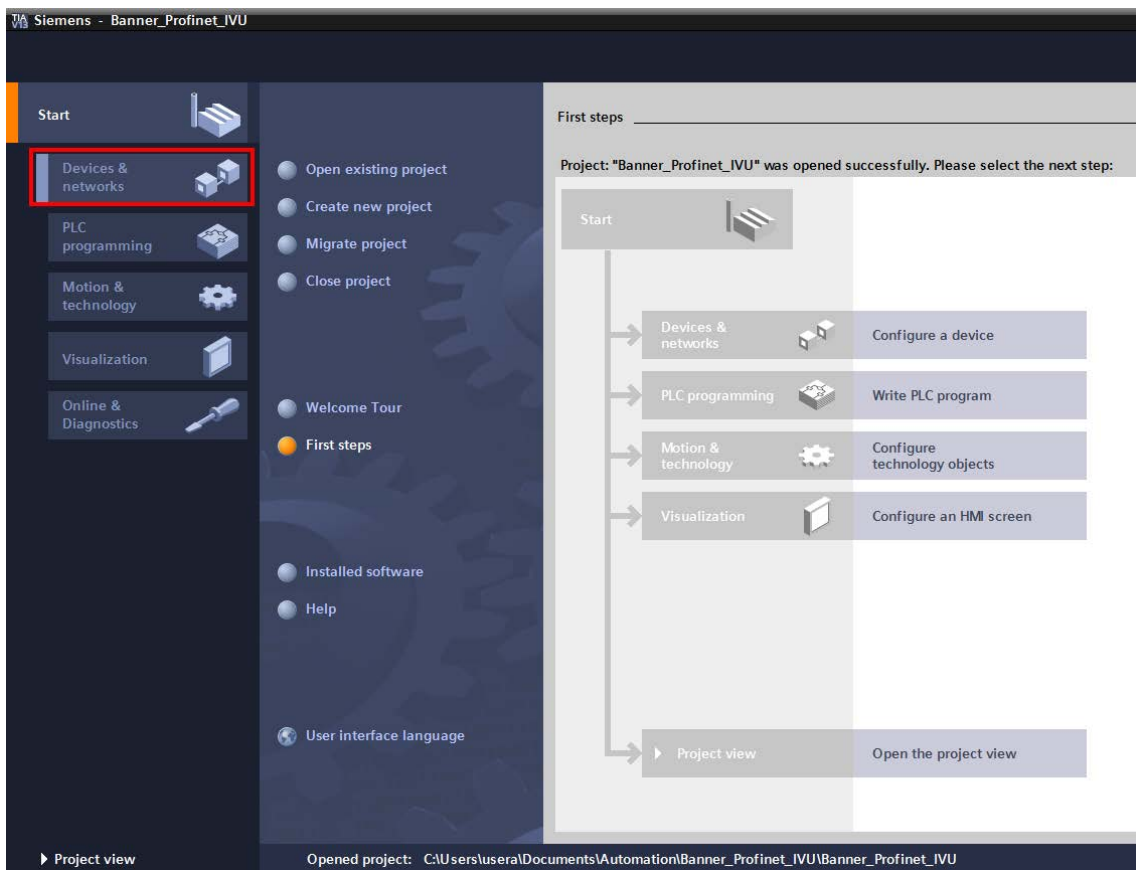 TIA V13 Siemens - Banner_Profinet_IVU
Start
Devices &
networks
PLC
programming
Motion &
technology
Visualization
Online &
Diagnostics
Open existing project
Create new project
Migrate project
Close project
Welcome Tour
First steps
Installed software
Help
User interface language
First steps
Project: "Banner_Profinet_IVU" was opened successfully. Please select the next step:
Start
Devices &
networks
Configure a device
PLC programming
Write PLC program
Motion &
technology
Configure
technology objects
Visualization
Configure an HMI screen
Project view
Open the project view
Project view
Opened project: C:\Users\usera\Documents\Automation\Banner_Profinet_IVU\Banner_Profinet_IVU